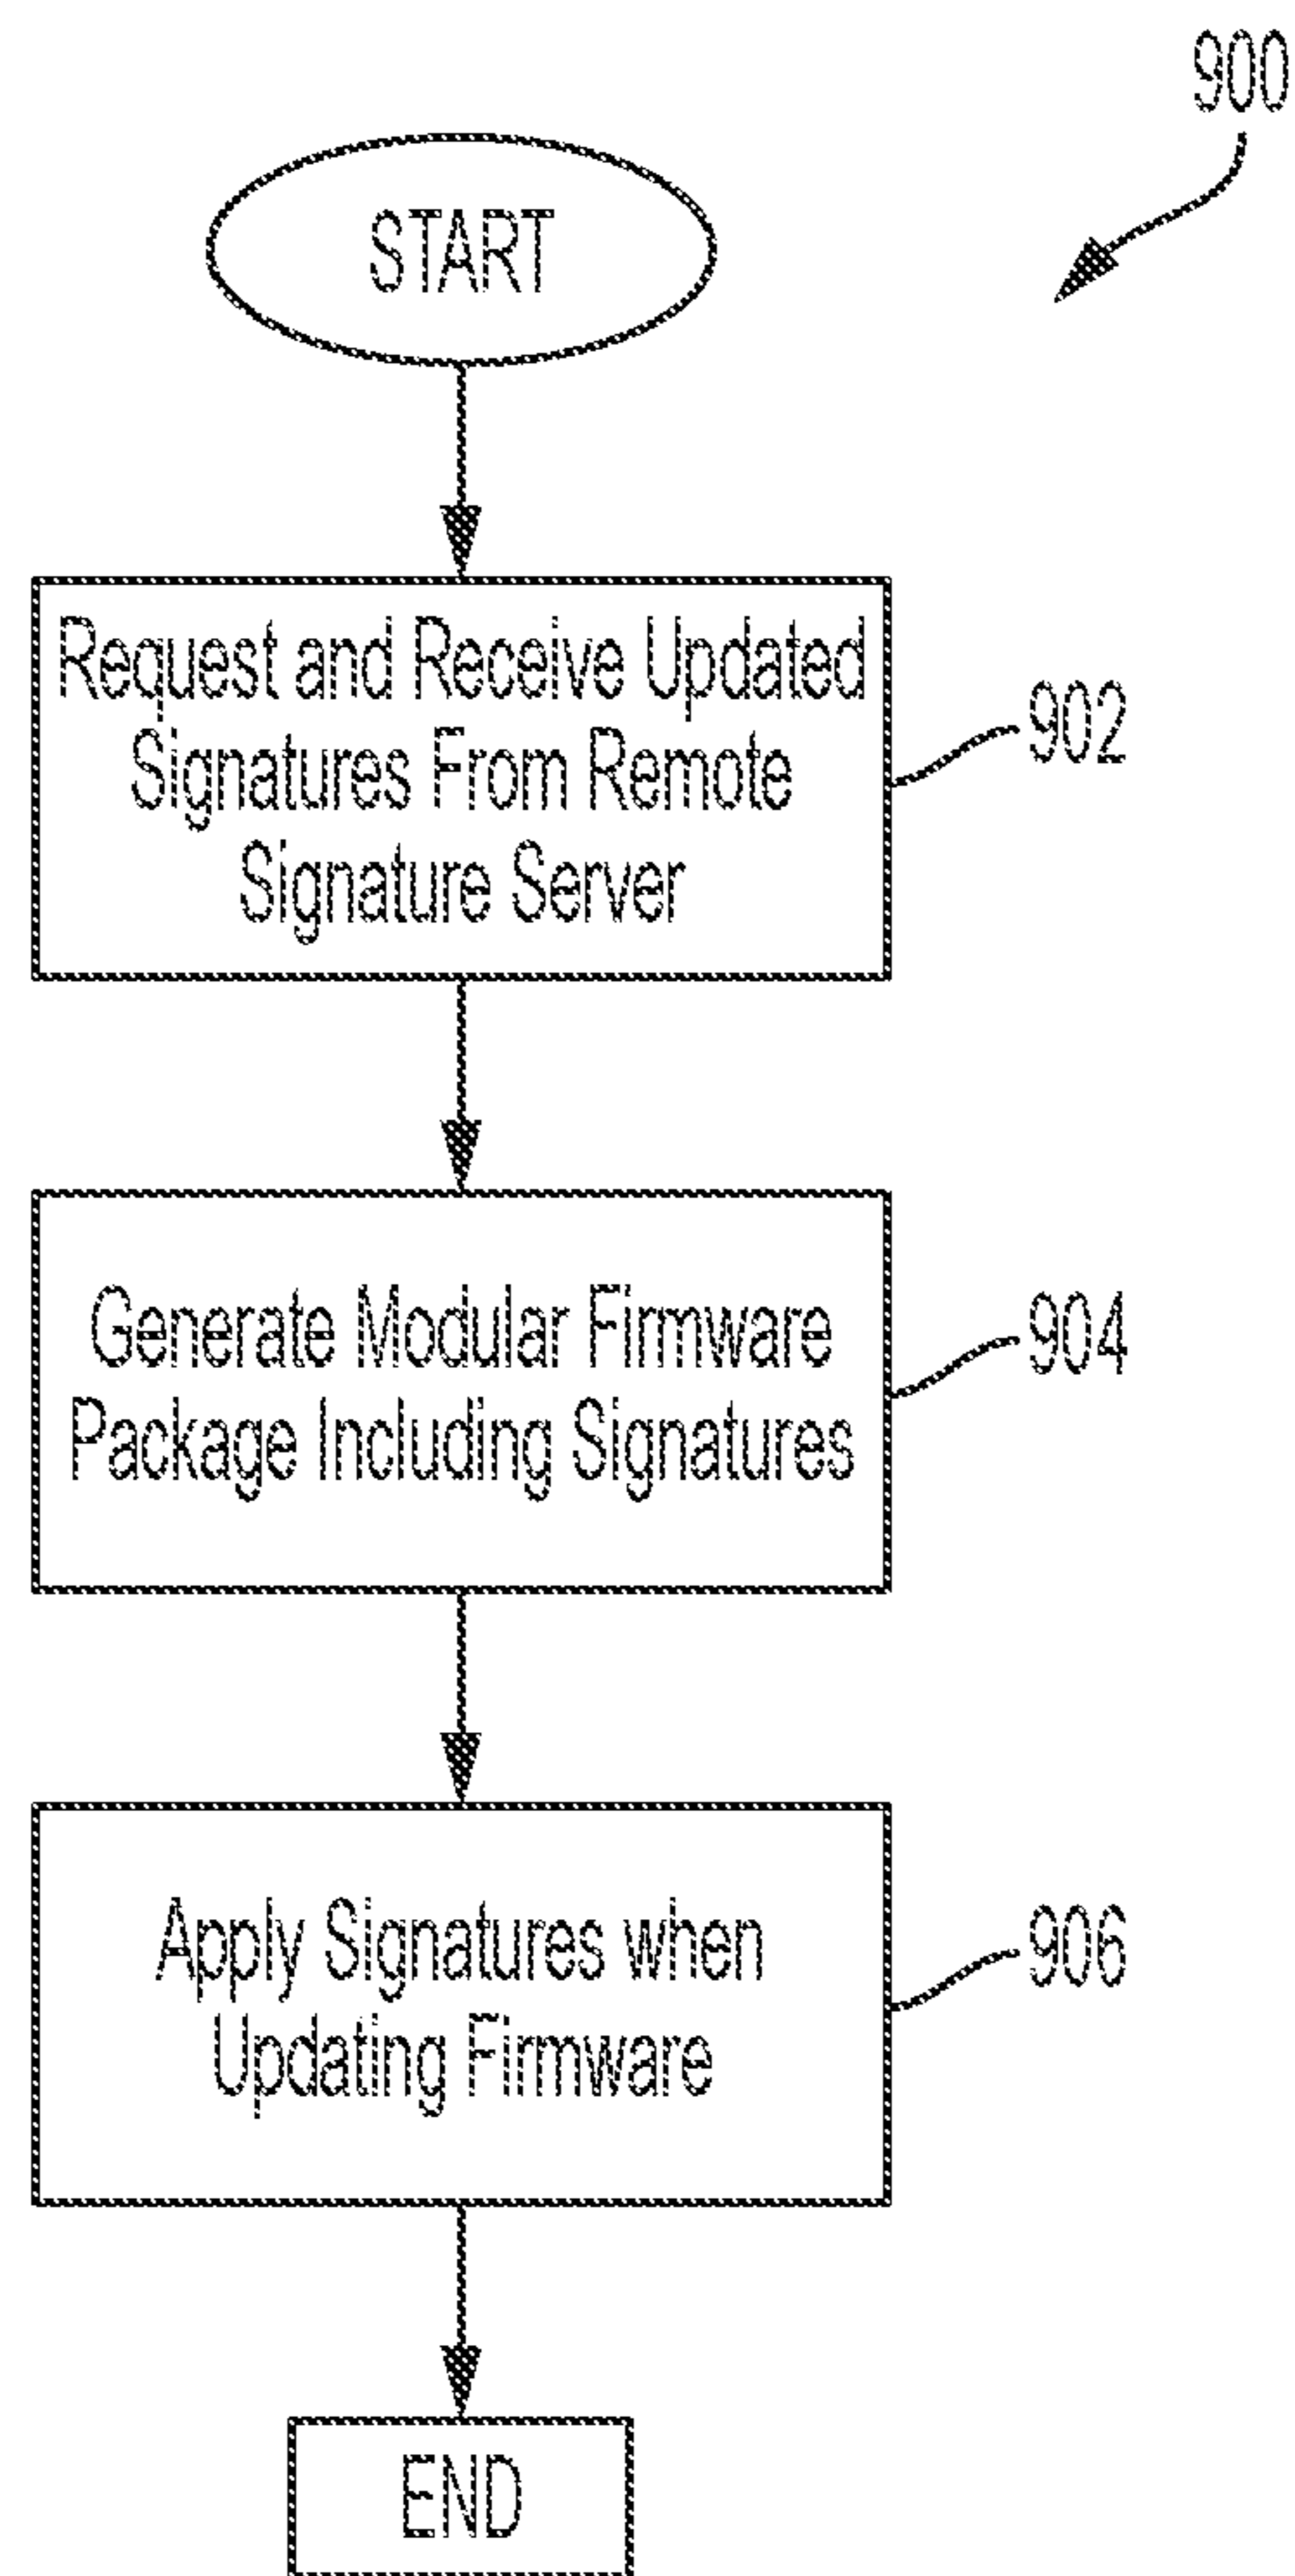 900
START
Request and Receive Updated
Signatures From Remote
Signature Server
902
Generate Modular Firmware
Package Including Signatures
904
Apply Signatures when
Updating Firmware
906
END